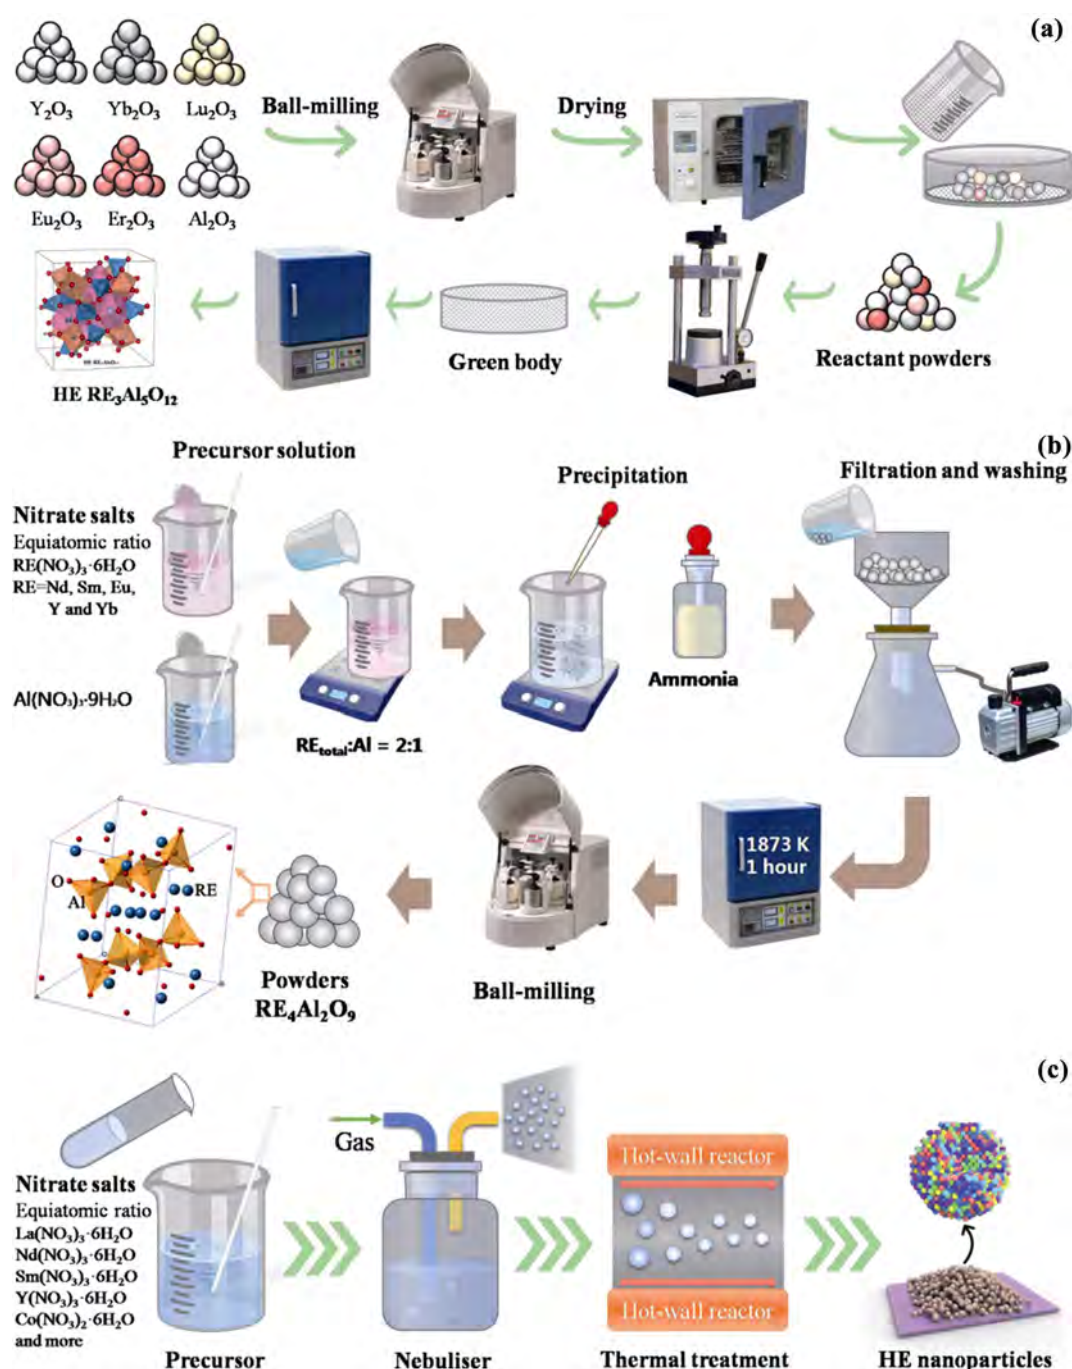 (a)
Y₂O₃ Yb₂O₃ Lu₂O₃
Ball-milling
Drying
Eu₂O₃ Er₂O₃ Al₂O₃
HE RE₃Al₅O₁₂
Green body
Reactant powders
(b)
Precursor solution
Precipitation
Filtration and washing
Nitrate salts
Equiatomic ratio
RE(NO₃)₃·6H₂O
RE=Nd, Sm, Eu,
Y and Yb
Al(NO₃)₃·9H₂O
REtotal:Al = 2:1
Ammonia
1873 K
1 hour
Ball-milling
Powders
RE₄Al₂O₉
O
Al
RE
(c)
Gas
Nitrate salts
Equiatomic ratio
La(NO₃)₃·6H₂O
Nd(NO₃)₃·6H₂O
Sm(NO₃)₃·6H₂O
Y(NO₃)₃·6H₂O
Co(NO₃)₂·6H₂O
and more
Precursor
Nebuliser
Hot-wall reactor
Hot-wall reactor
Thermal treatment
HE nanoparticles